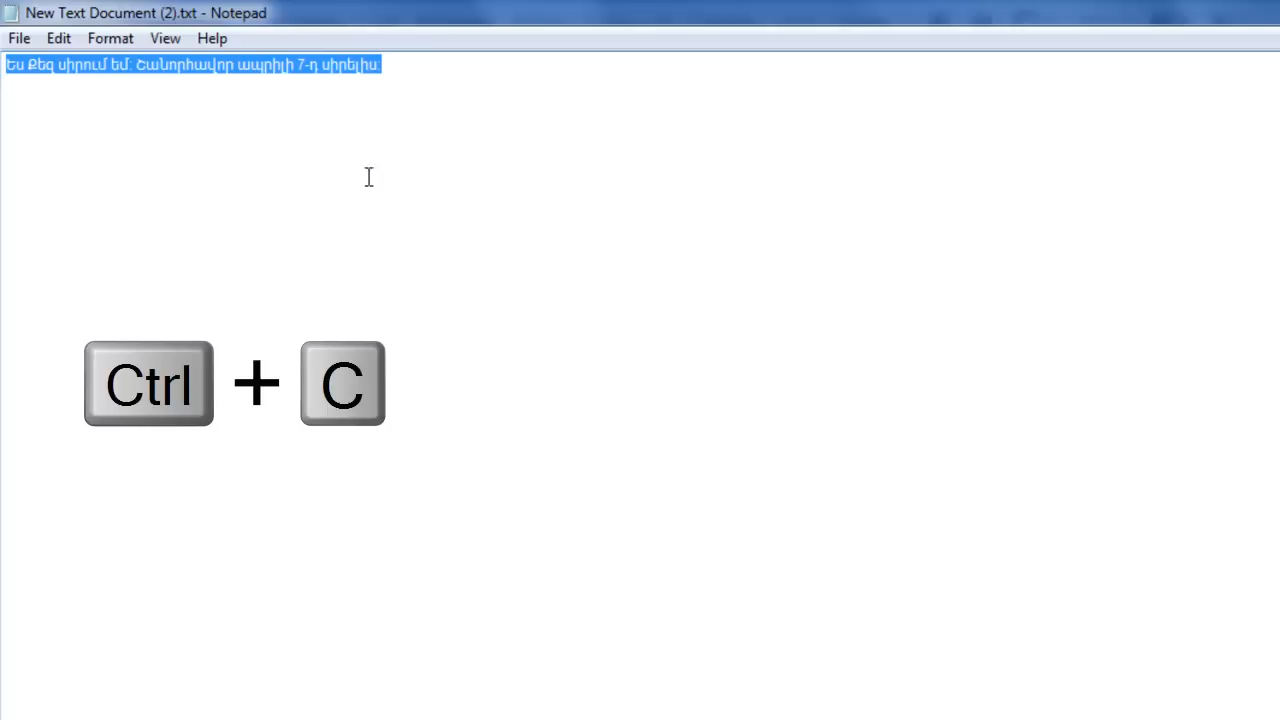 New Text Document (2).txt - Notepad
File Edit Format View Help
Ես Քեզ սիրում եմ: Շանորհավոր ապրիլի 7-դ սիրելիս:
Ctrl + C